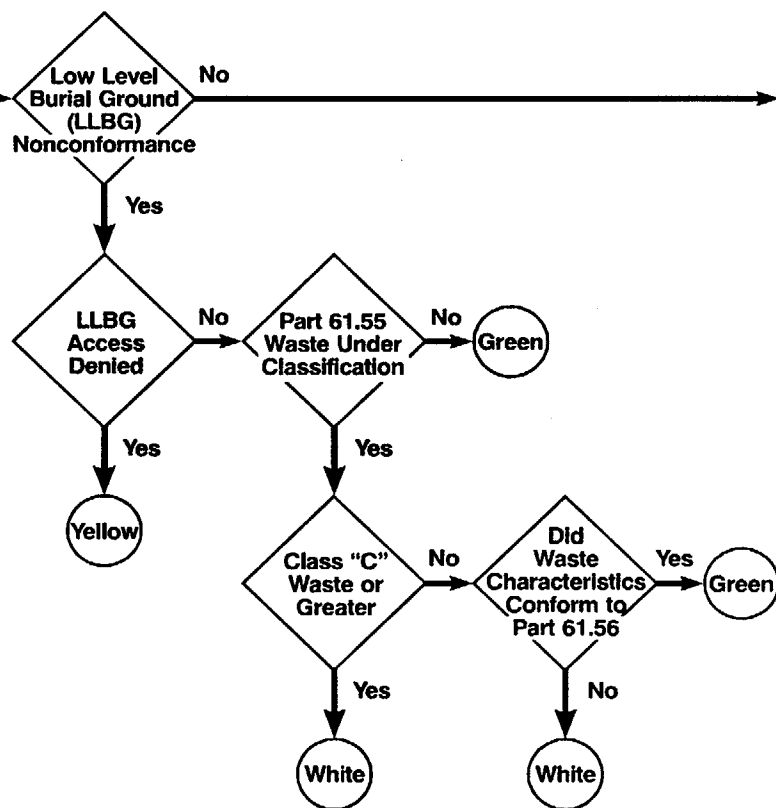 Low Level
Burial Ground
(LLBG)
Nonconformance
No
Yes
LLBG
Access
Denied
No
Part 61.55
Waste Under
Classification
No
Green
Yes
Yellow
Yes
Class “C”
Waste or
Greater
No
Did
Waste
Characteristics
Conform to
Part 61.56
Yes
Green
Yes
White
No
White